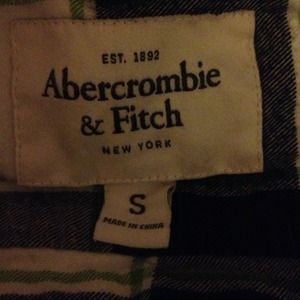 EST. 1892
Abercrombie
& Fitch
NEW YORK
S
MADE IN CHINA